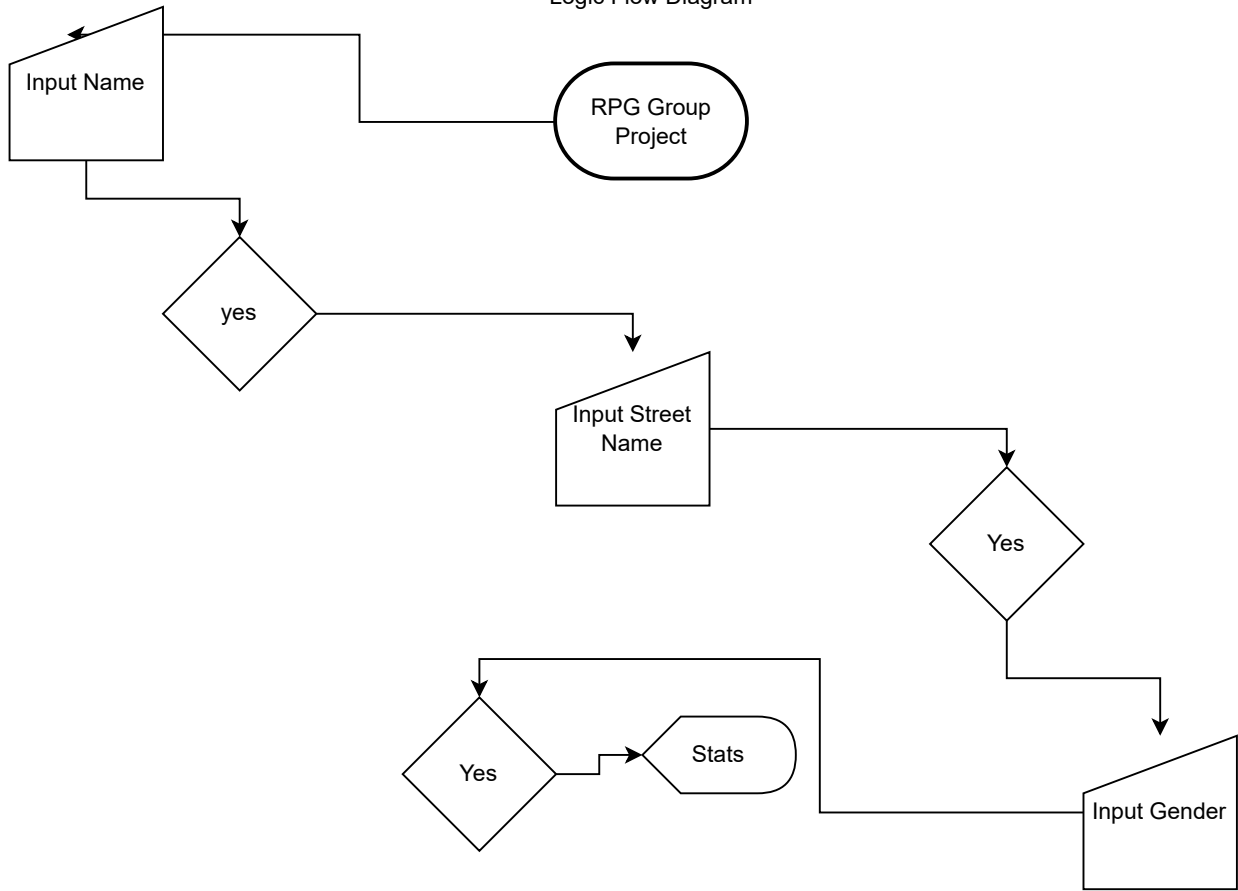 Logic Flow Diagram
Input Name
RPG Group
Project
yes
Input Street
Name
Yes
Yes
Stats
Input Gender